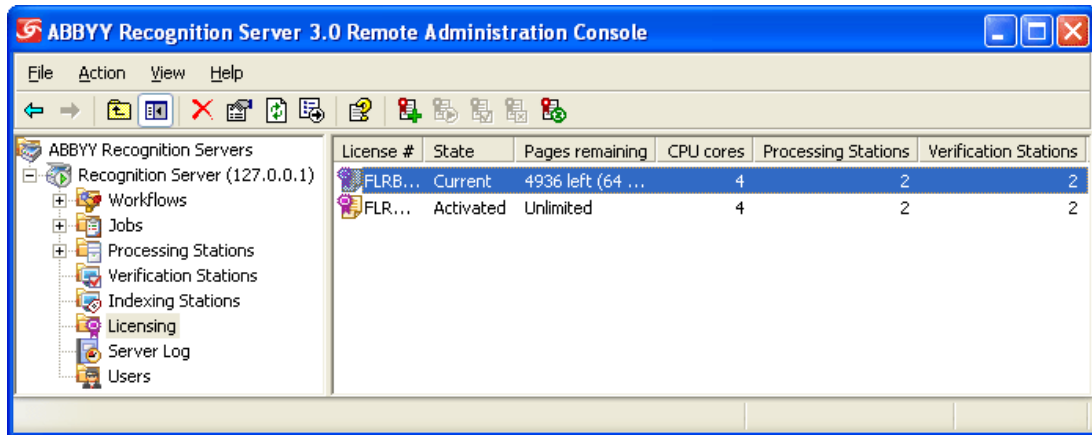 ABBYY Recognition Server 3.0 Remote Administration Console
File Action View Help
ABBYY Recognition Servers
Recognition Server (127.0.0.1)
Workflows
Jobs
Processing Stations
Verification Stations
Indexing Stations
Licensing
Server Log
Users
License # State Pages remaining CPU cores Processing Stations Verification Stations
FLRB... Current 4936 left (64 ... 4 2 2
FLR... Activated Unlimited 4 2 2